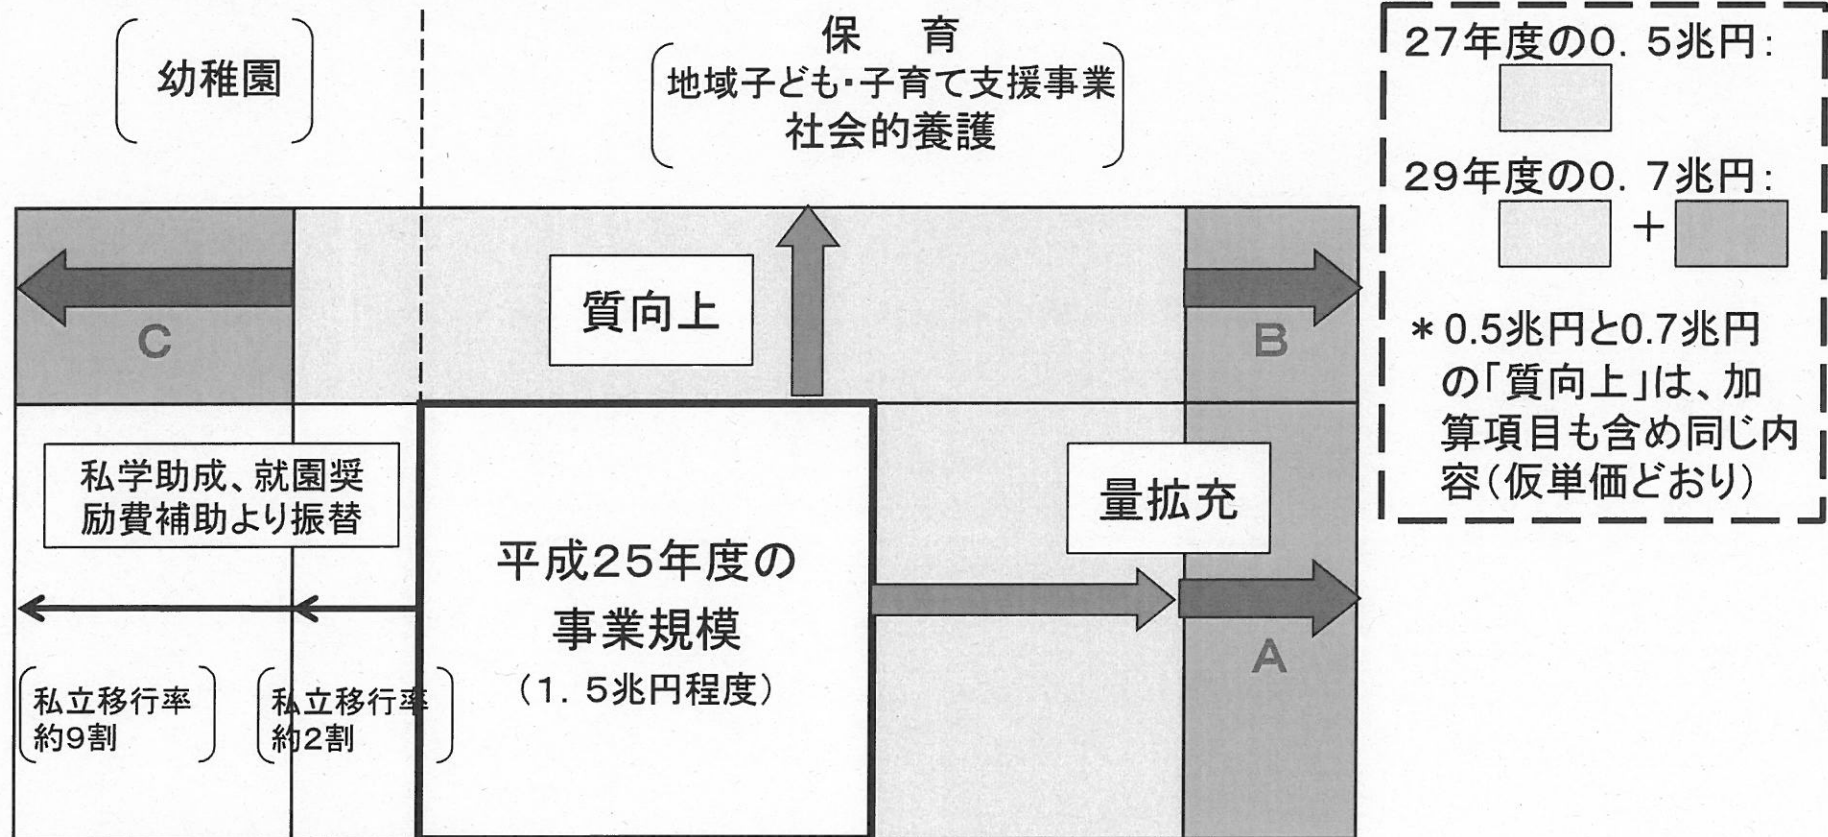 幼稚園
保 育
地域子ども・子育て支援事業
社会的養護
27年度の0.5兆円：
29年度の0.7兆円：
＋
＊0.5兆円と0.7兆円
の「質向上」は、加
算項目も含め同じ内
容（仮単価どおり）
質向上
C
B
私学助成、就園奨
励費補助より振替
量拡充
平成25年度の
事業規模
（1.5兆円程度）
A
私立移行率
約9割
私立移行率
約2割